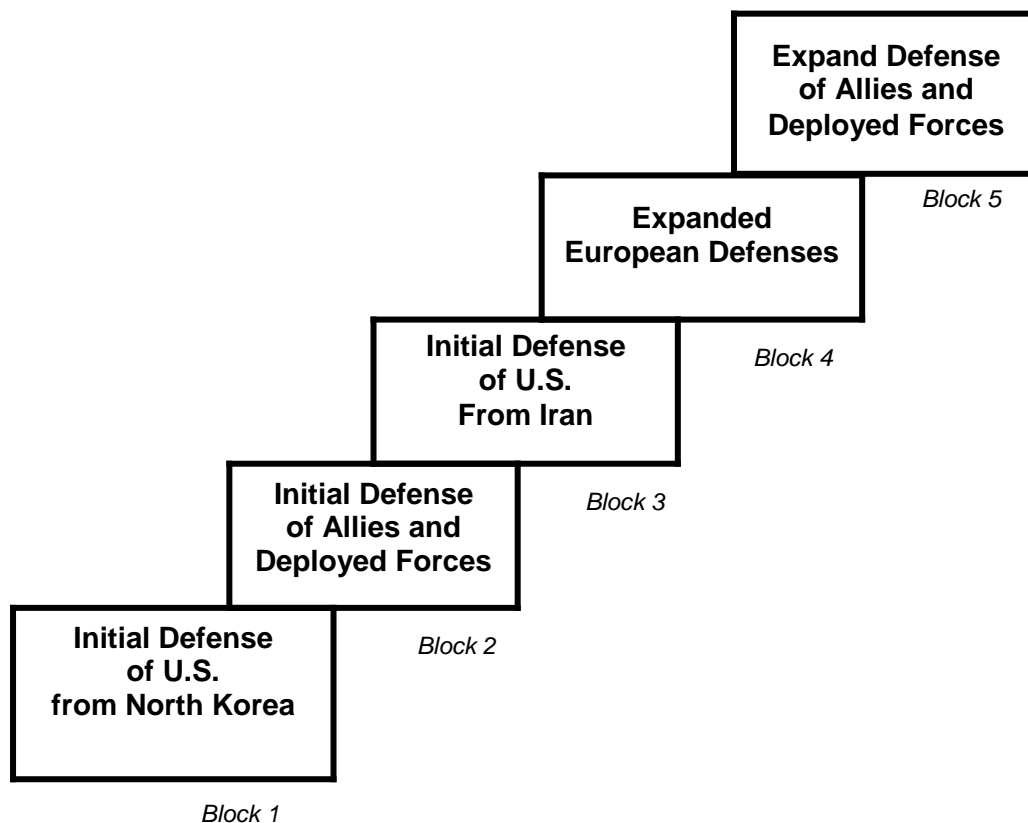 Expand Defense
of Allies and
Deployed Forces
Block 5
Expanded
European Defenses
Block 4
Initial Defense
of U.S.
From Iran
Block 3
Initial Defense
of Allies and
Deployed Forces
Block 2
Initial Defense
of U.S.
from North Korea
Block 1